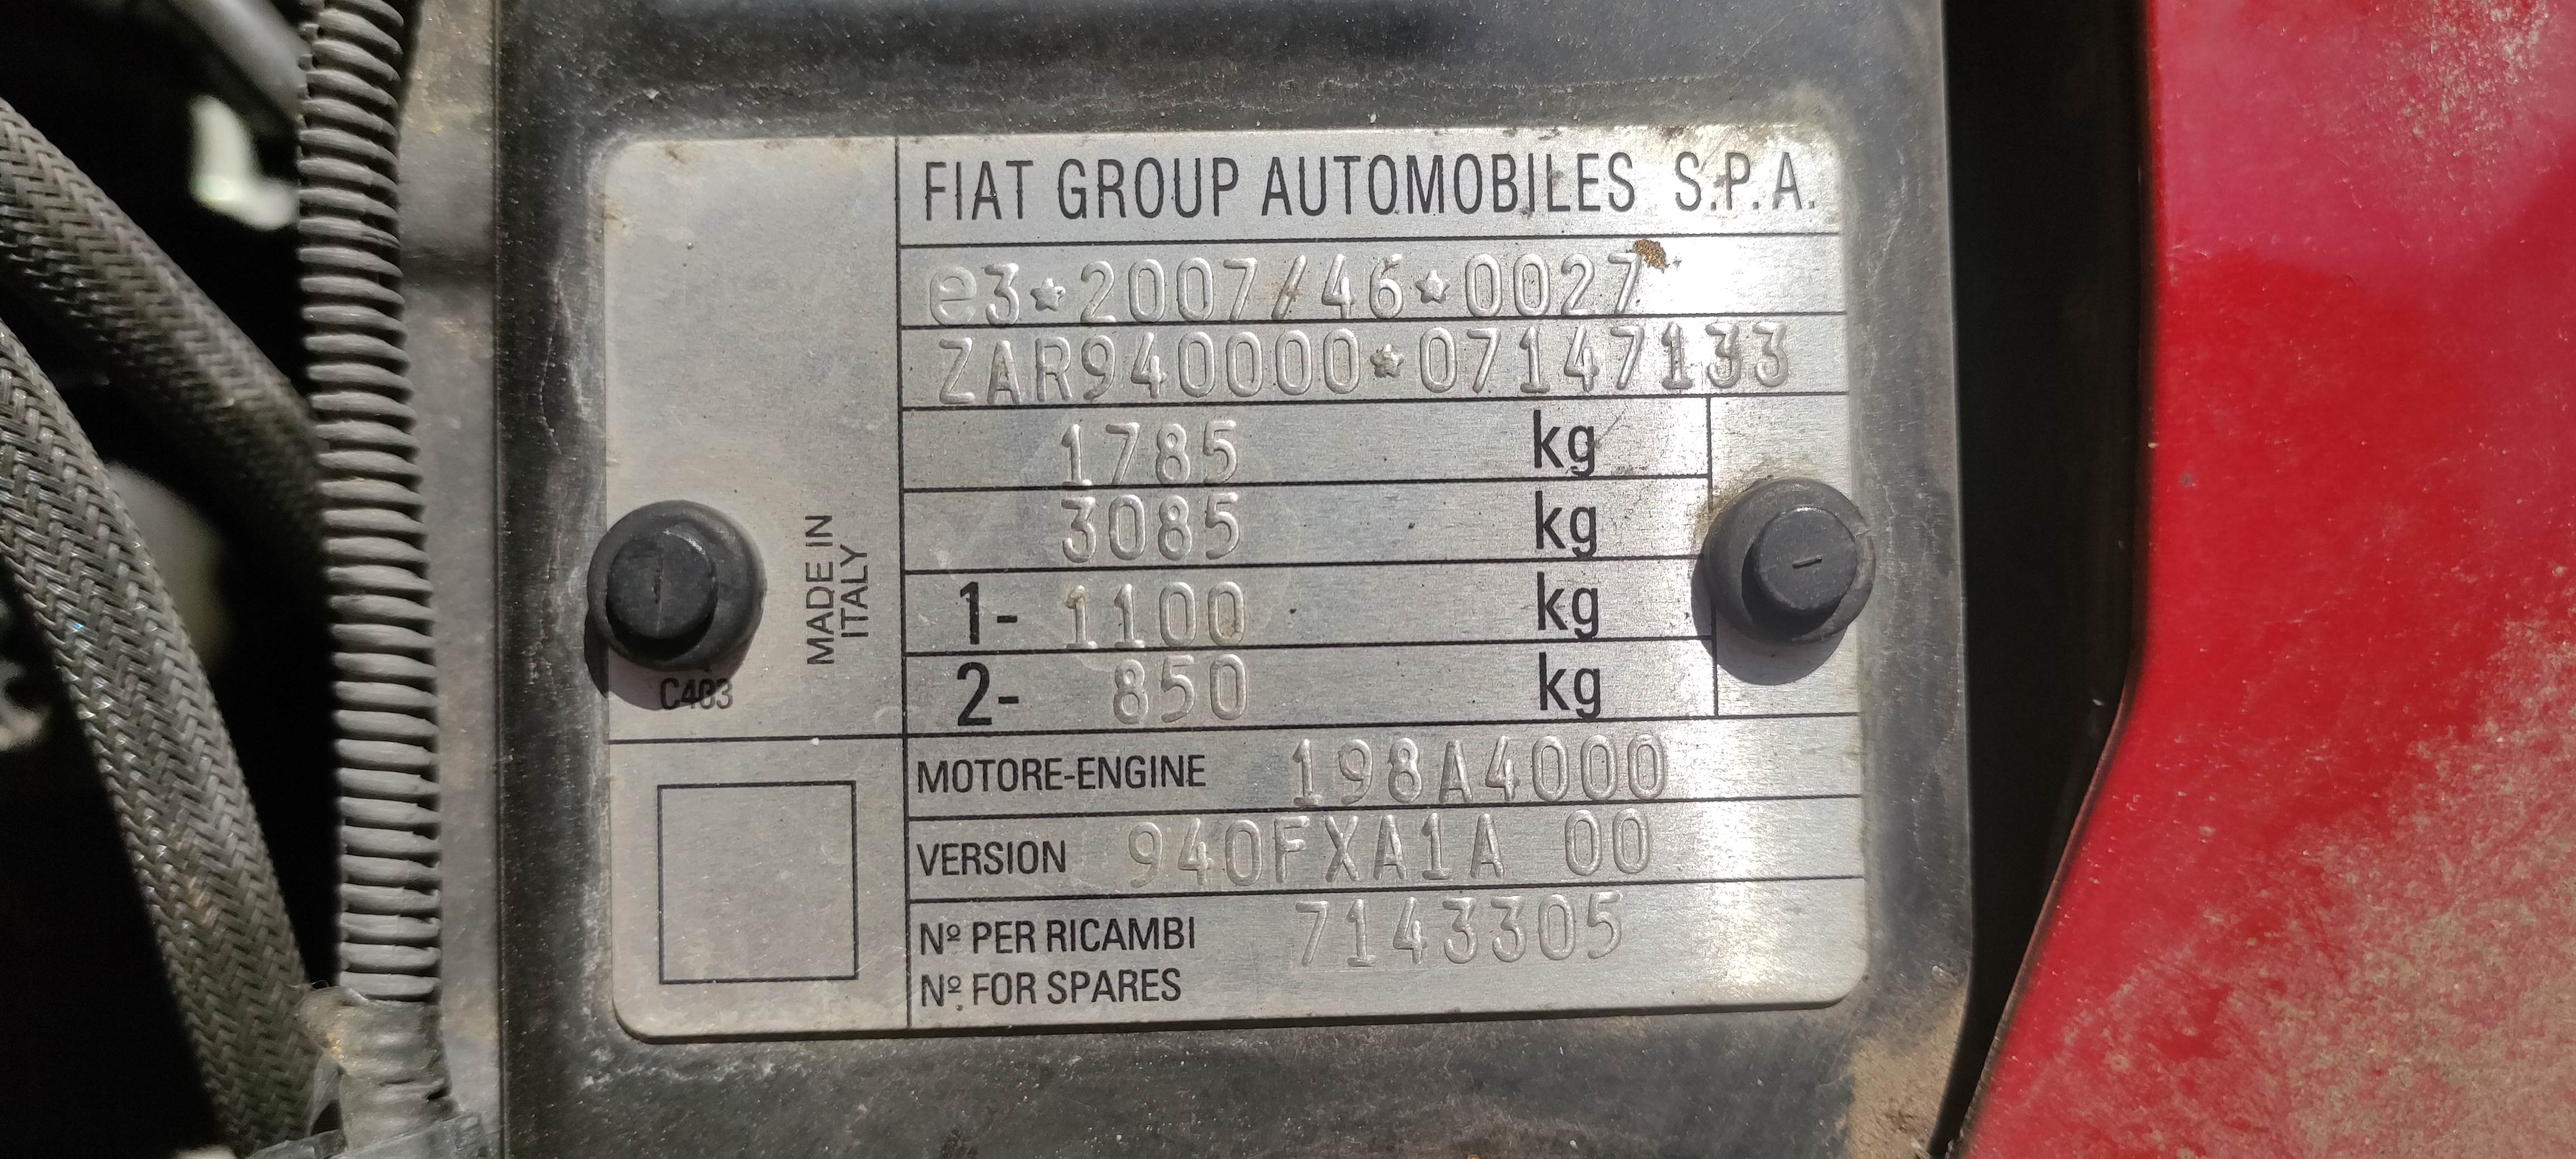 FIAT GROUP AUTOMOBILES S.P.A.
e3*2007/46*0027
ZAR940000*07147133
1785 kg
3085 kg
1- 1100 kg
2- 850 kg
MADE IN
ITALY
C403
MOTORE-ENGINE 198A4000
VERSION 940FXA1A 00
Nº PER RICAMBI 7143305
Nº FOR SPARES